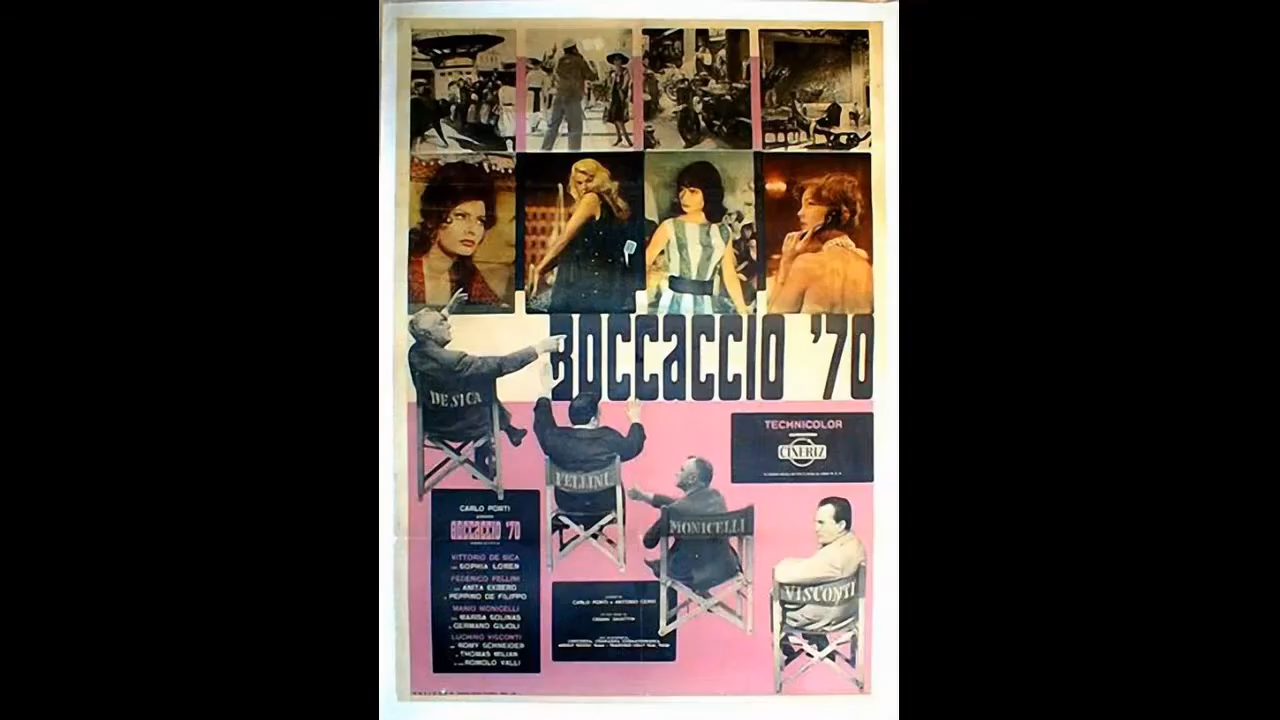 BOCCACCIO '70
DE SICA
FELLINI
MONICELLI
VISCONTI
TECHNICOLOR
CINERIZ
CARLO PONTI
BOCCACCIO '70
VITTORIO DE SICA
SOPHIA LOREN
FEDERICO FELLINI
ANITA EKBERG
PEPPINO DE FILIPPO
MARIO MONICELLI
MARISA SOLINAS
GERMANO GILIOLI
LUCHINO VISCONTI
ROMY SCHNEIDER
THOMAS MILIAN
ROMOLO VALLI
CARLO PONTI e ANTONIO CERVI
CESARE ZAVATTINI